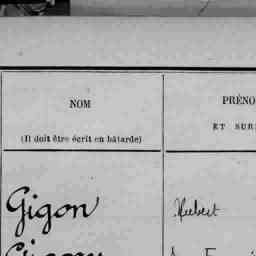 NOM
PRÉNO
ET SUR
(Il doit être écrit en bâtarde)
Gigon
Hubert